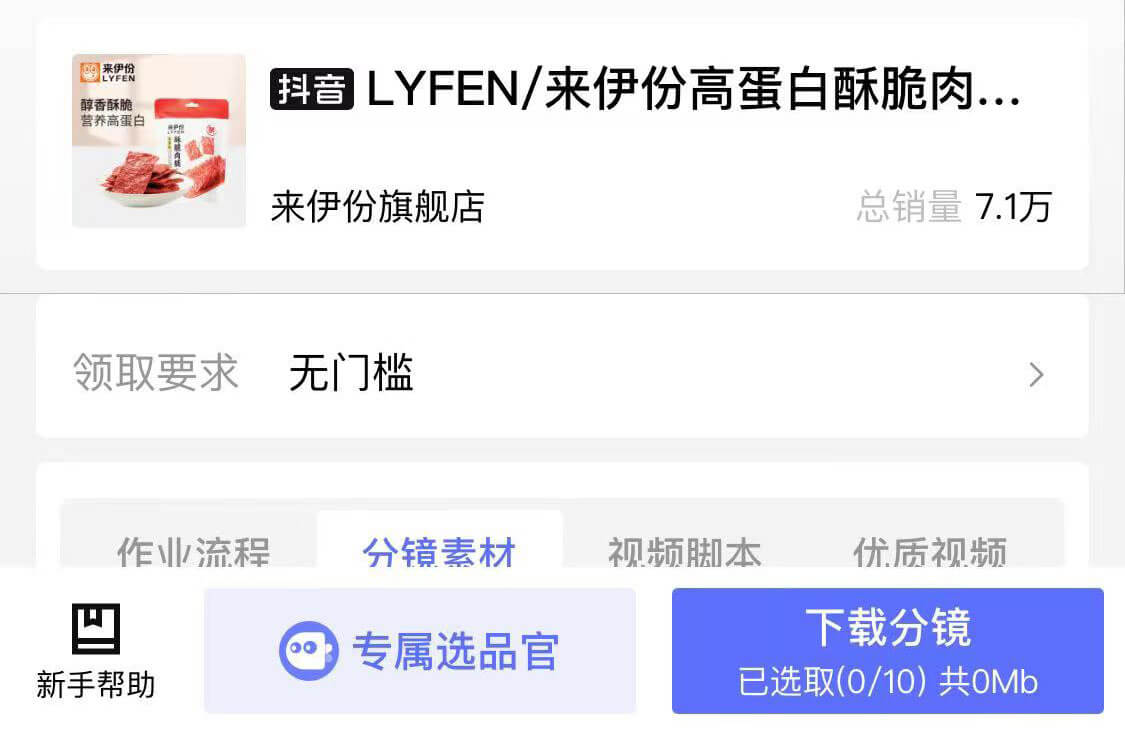 来伊份
LYFEN
醇香酥脆
营养高蛋白
来伊份
LYFEN
酥脆肉脯
抖音 LYFEN/来伊份高蛋白酥脆肉...
来伊份旗舰店
总销量 7.1万
领取要求 无门槛
作业流程 分镜素材 视频脚本 优质视频
新手帮助
专属选品官
下载分镜
已选取(0/10) 共0Mb